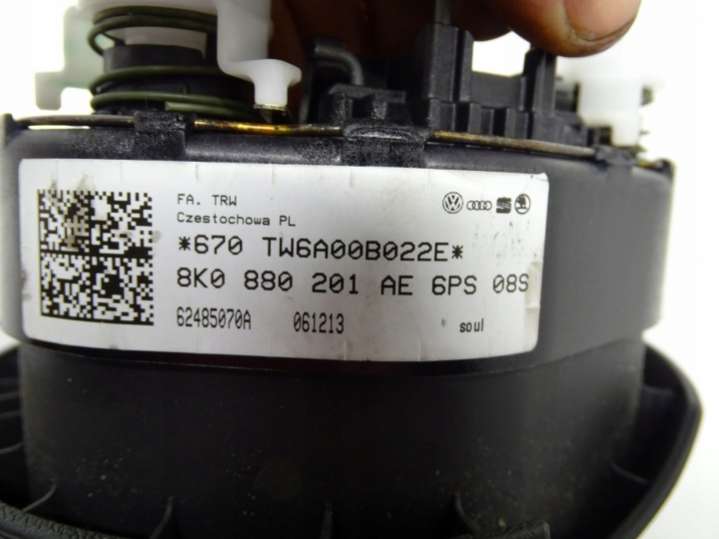 FA. TRW
Czestochowa PL
*670 TW6A00B022E*
8K0 880 201 AE 6PS 08S
62485070A 061213 soul